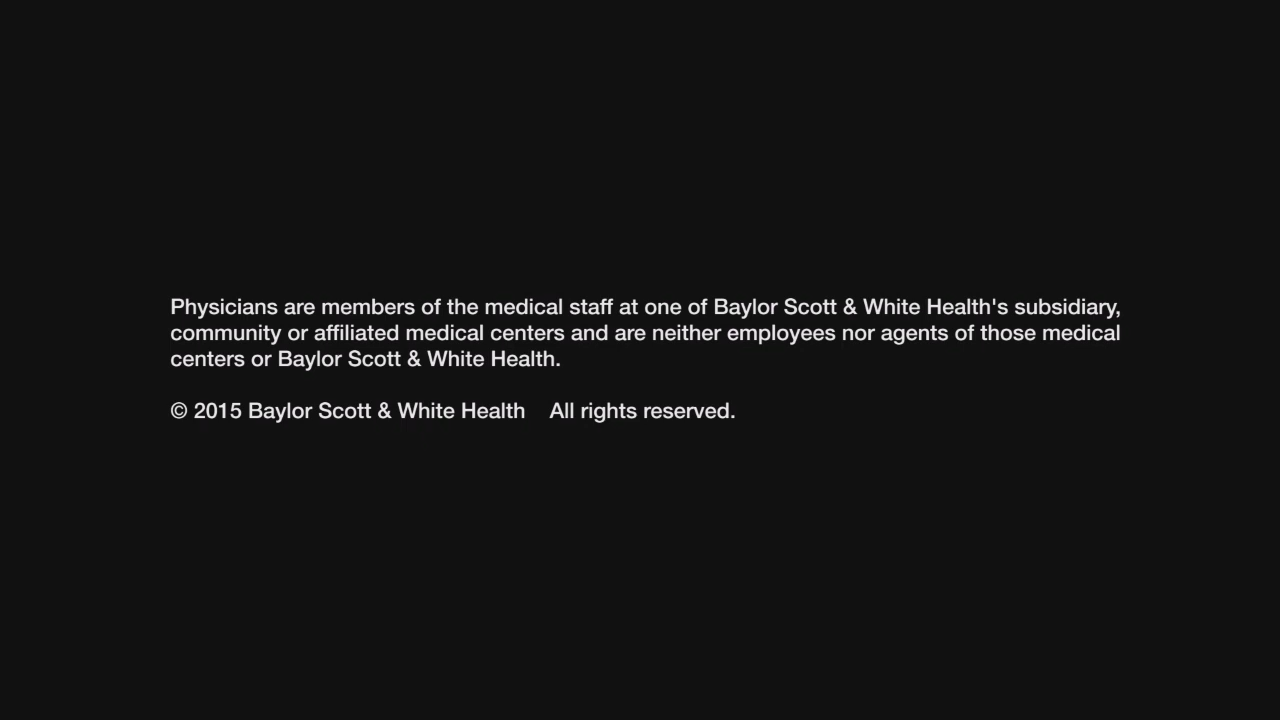 Physicians are members of the medical staff at one of Baylor Scott & White Health's subsidiary,
community or affiliated medical centers and are neither employees nor agents of those medical
centers or Baylor Scott & White Health.
© 2015 Baylor Scott & White Health    All rights reserved.